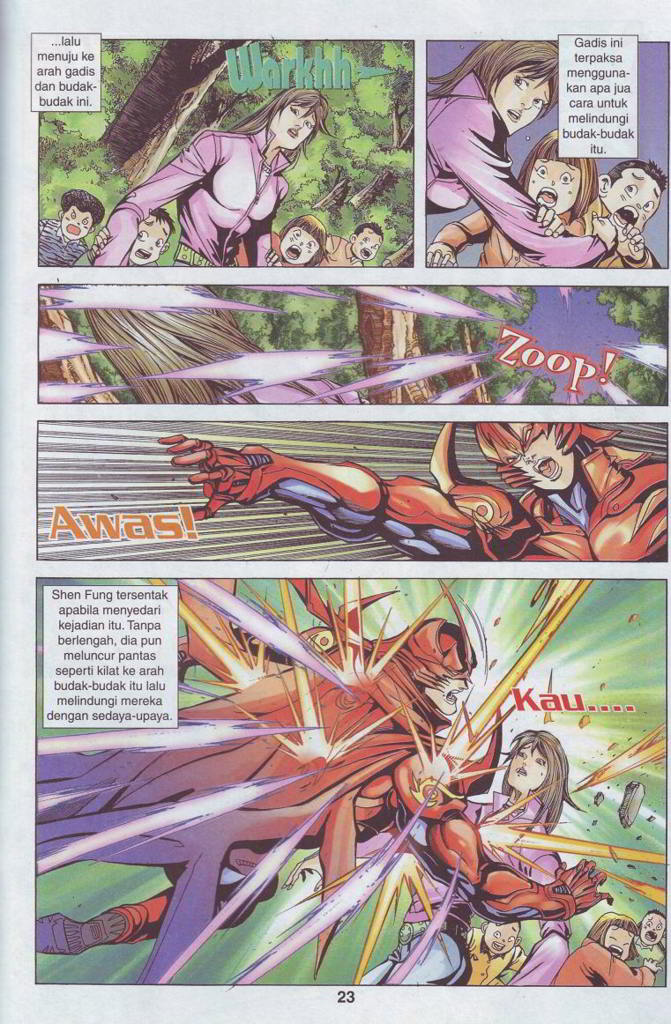 ...lalu
menuju ke
arah gadis
dan budak-
budak ini.
Warkhh
Gadis ini
terpaksa
mengguna-
kan apa jua
cara untuk
melindungi
budak-budak
itu.
Zoop!
Awas!
Shen Fung tersentak
apabila menyedari
kejadian itu. Tanpa
berlengah, dia pun
meluncur pantas
seperti kilat ke arah
budak-budak itu lalu
melindungi mereka
dengan sedaya-upaya.
Kau....
23